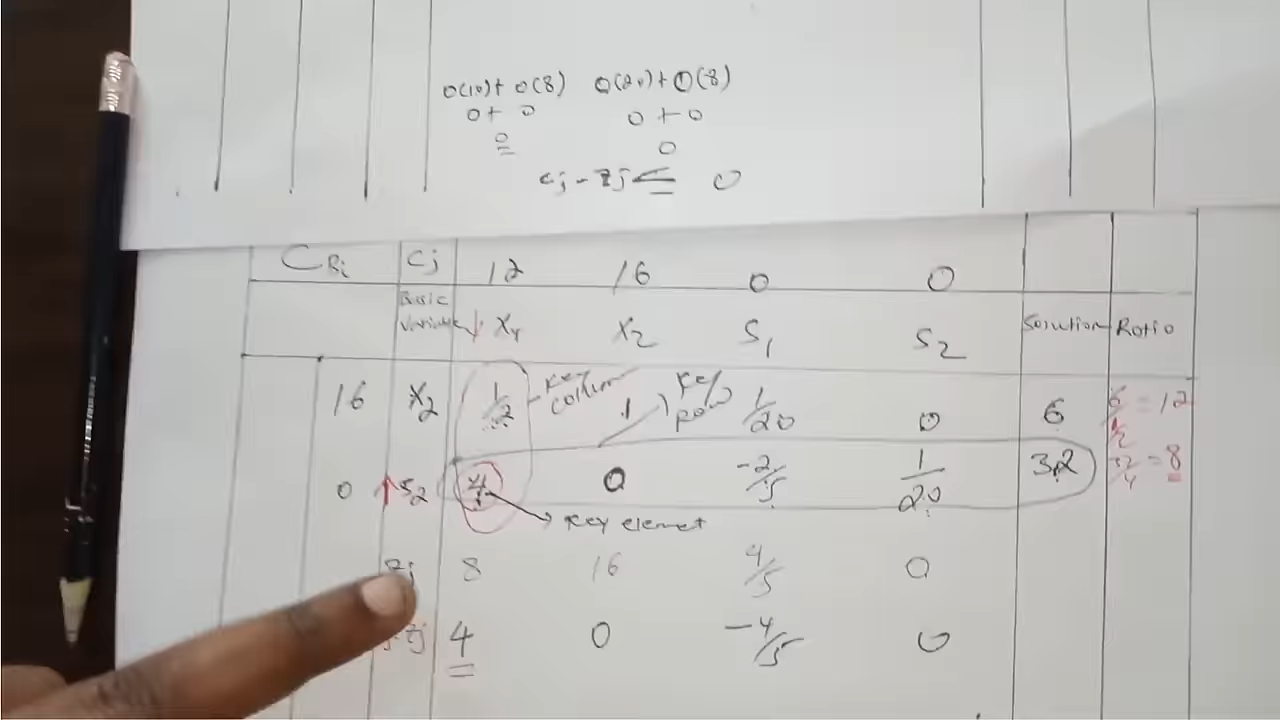 0(10)+ 0(8) 0(20)+0(8)
0+ 0 0+0
0 0
cj - zj ≤ 0
CBi Cj 12 16 0 0
Basic Variable X1 X2 S1 S2 Solution Ratio
16 X2 1/2 Key column 1 Key row 1/20 0 6 6/1/2 = 12
0 S2 0 -2/5 1/20 32 32/4 = 8
Key element
Zj 8 16 4/5 0
zj 4 0 -4/5 0